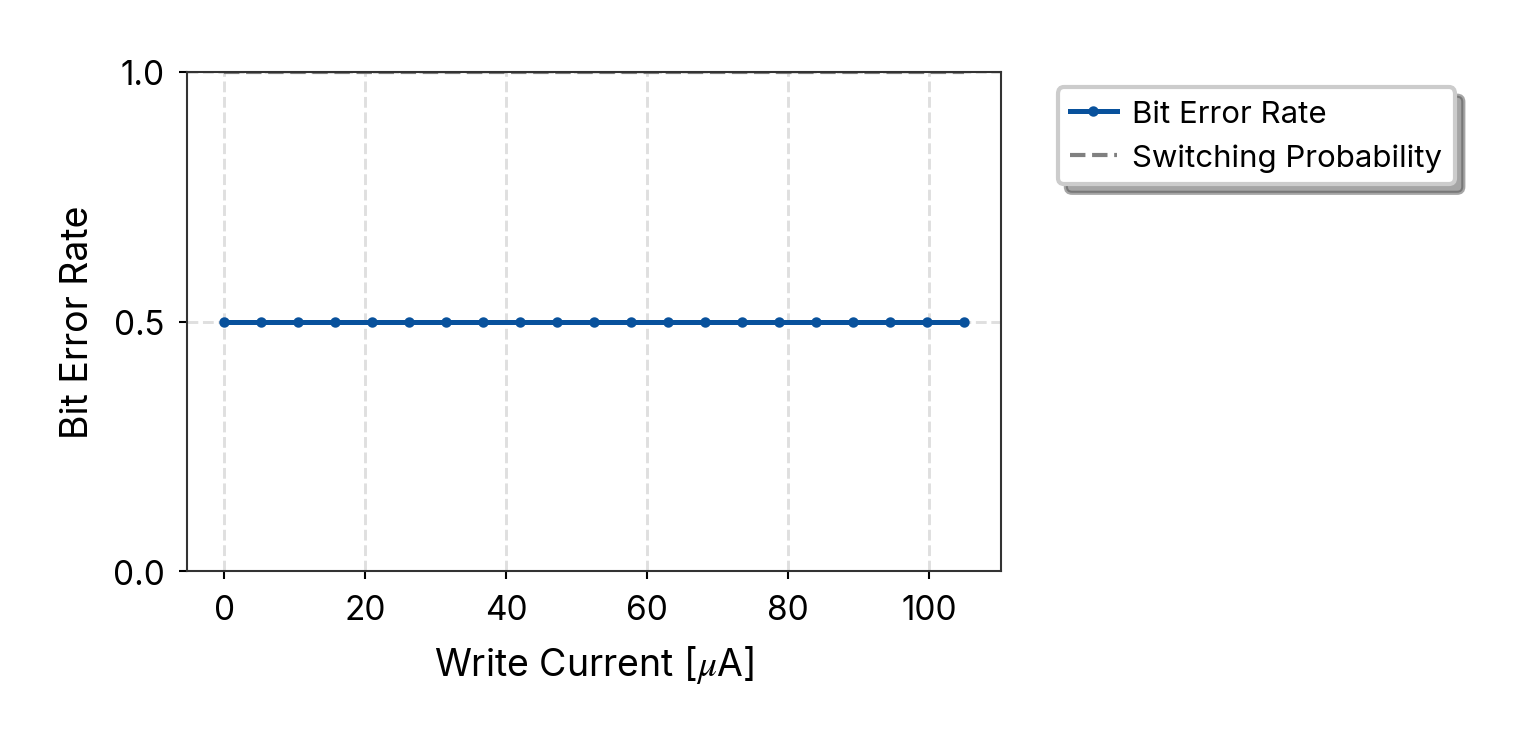 1.0
0.5
0.0
Bit Error Rate
0 20 40 60 80 100
Write Current [μA]
Bit Error Rate
Switching Probability